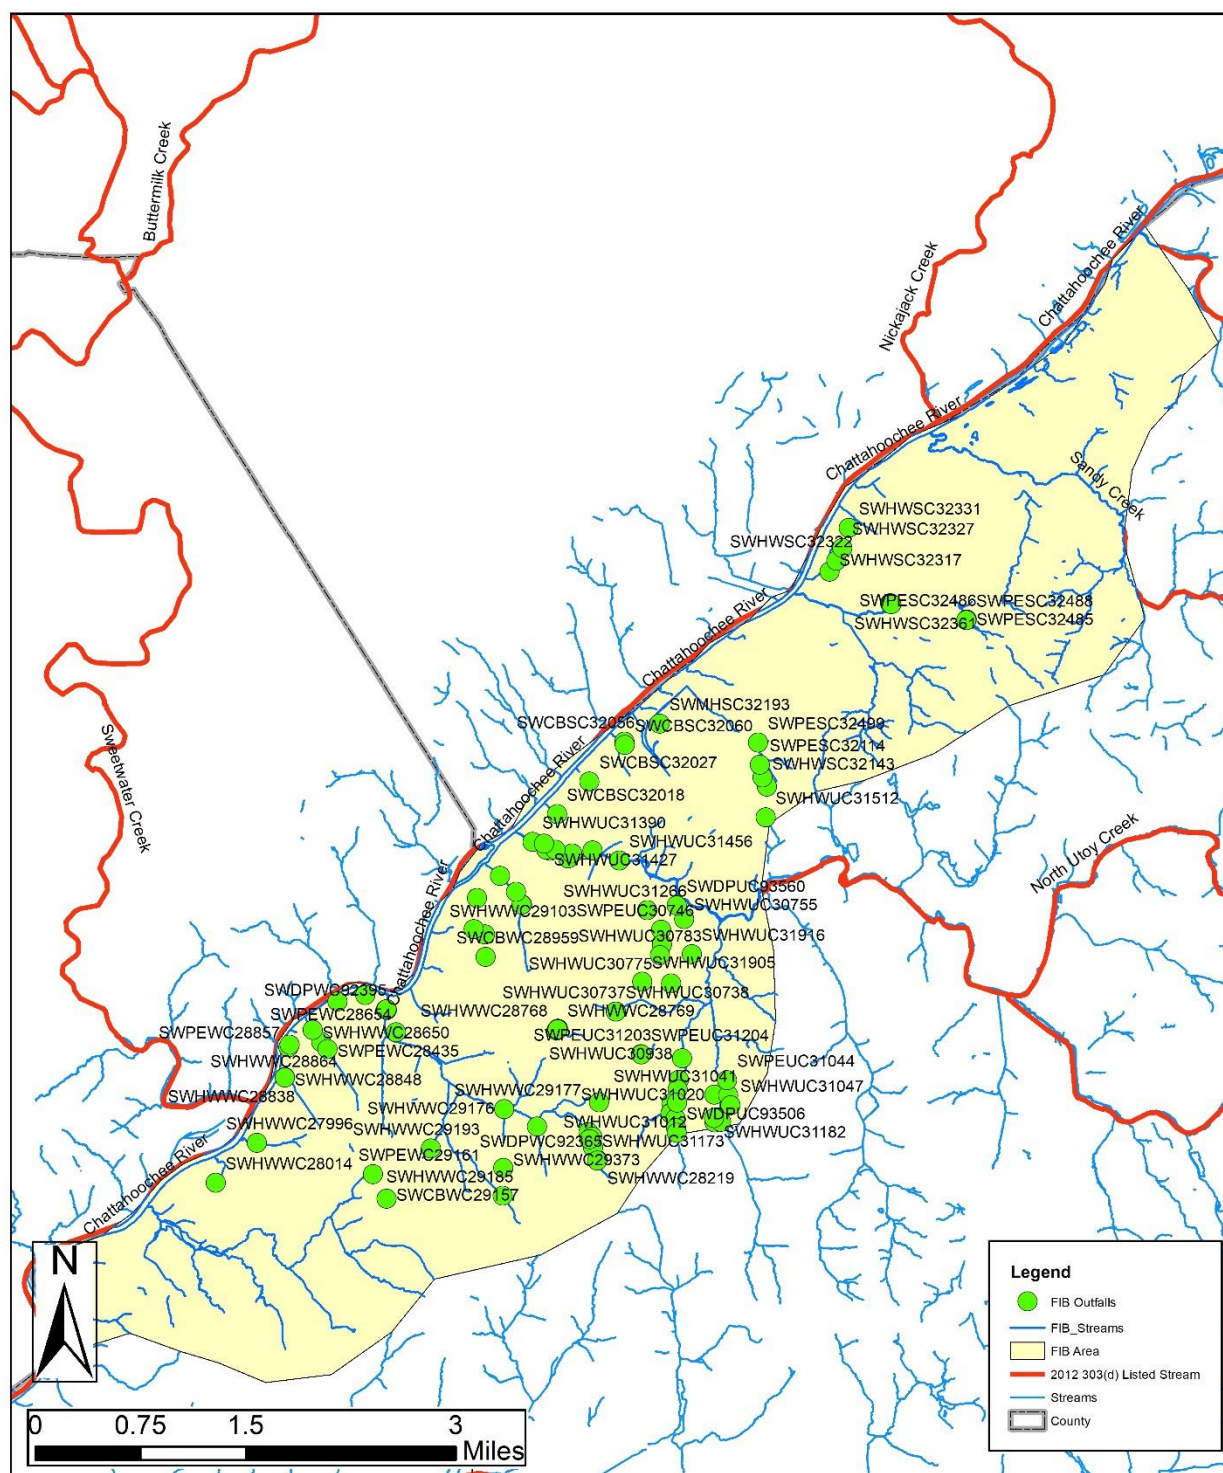 Buttermilk Creek
Nickajack Creek
Chattahoochee River
Chattahoochee River
Sandy Creek
SWHWSC32331
SWHWSC32327
SWHWSC32322
SWHWSC32317
SWPESC32486
SWPESC32488
SWHWSC32361
SWPESC32485
Chattahoochee River
SWMHSC32193
SWCBSC32056
SWCBSC32060
SWPESC32499
SWPESC32114
SWCBSC32027
SWHWSC32143
Sweetwater Creek
Chattahoochee River
SWCBSC32018
SWHWUC31512
SWHWUC31390
SWHWUC31456
SWHWUC31427
North Utoy Creek
Chattahoochee River
SWHWUC31266
SWDPUC93560
SWHWWC29103
SWPEUC30746
SWHWUC30755
SWCBWC28959
SWHWUC30783
SWHWUC31916
SWHWUC30775
SWHWUC31905
SWDPWC92395
SWHWUC30737
SWHWUC30738
SWPEWC28654
SWHWWC28768
SWHWWC28769
SWPEWC28857
SWHWWC28650
SWPEUC31203
SWPEUC31204
SWPEWC28435
SWHWWC28864
SWHWUC30938
SWPEUC31044
SWHWWC28848
SWHWUC31041
SWHWWC28838
SWHWWC29177
SWHWUC31020
SWHWUC31047
SWHWWC29176
SWHWWC27996
SWHWWC29193
SWHWUC31012
SWDPUC93506
SWDPWC92365
SWHWUC31173
SWHWUC31182
SWPEWC29161
SWHWWC28014
SWHWWC29373
SWHWWC29185
SWHWWC28219
SWCBWC29157
Chattahoochee River
N
0 0.75 1.5 3
Miles
Legend
FIB Outfalls
FIB_Streams
FIB Area
2012 303(d) Listed Stream
Streams
County